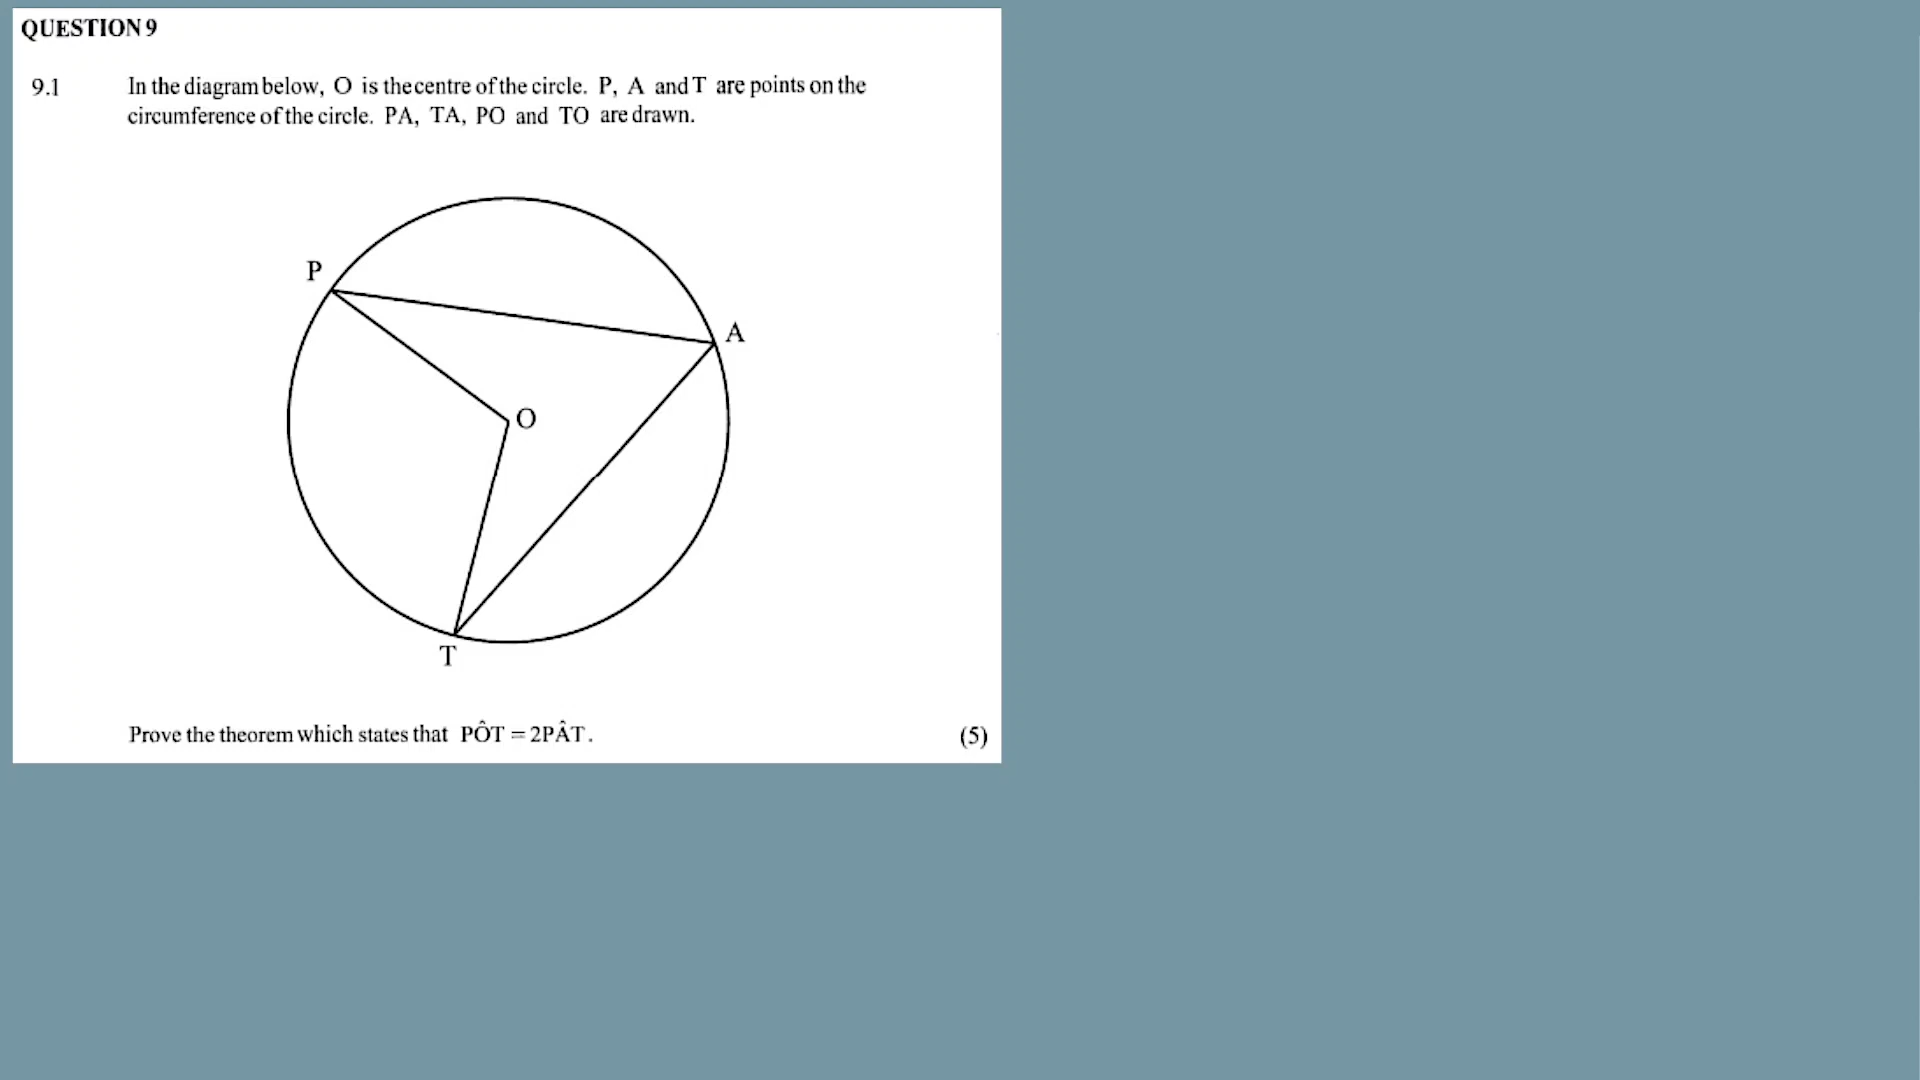 QUESTION 9
9.1 In the diagram below, O is the centre of the circle. P, A and T are points on the
circumference of the circle. PA, TA, PO and TO are drawn.
P
A
O
T
Prove the theorem which states that PÔT = 2PÂT. (5)